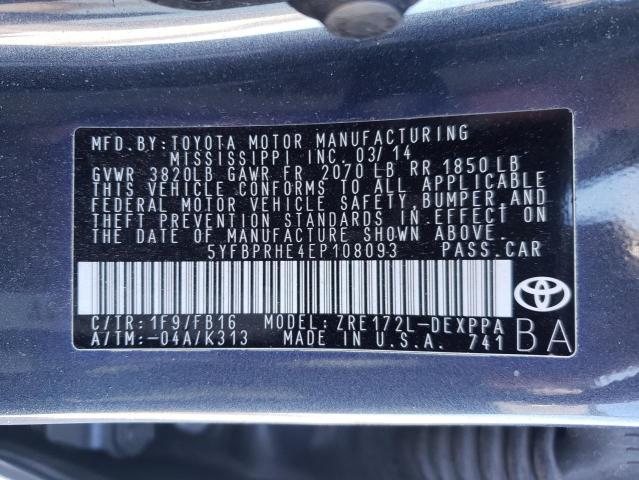 MFD.BY:TOYOTA MOTOR MANUFACTURING
MISSISSIPPI INC. 03/14
GVWR 3820LB GAWR FR 2070 LB RR 1850 LB
THIS VEHICLE CONFORMS TO ALL APPLICABLE
FEDERAL MOTOR VEHICLE SAFETY, BUMPER, AND
THEFT PREVENTION STANDARDS IN EFFECT ON
THE DATE OF MANUFACTURE SHOWN ABOVE.
5YFBPRHE4EP108093 PASS.CAR
C/TR:1F9/FB16 MODEL: ZRE172L-DEXPPA
A/TM:-04A/K313 MADE IN U.S.A. 741
BA